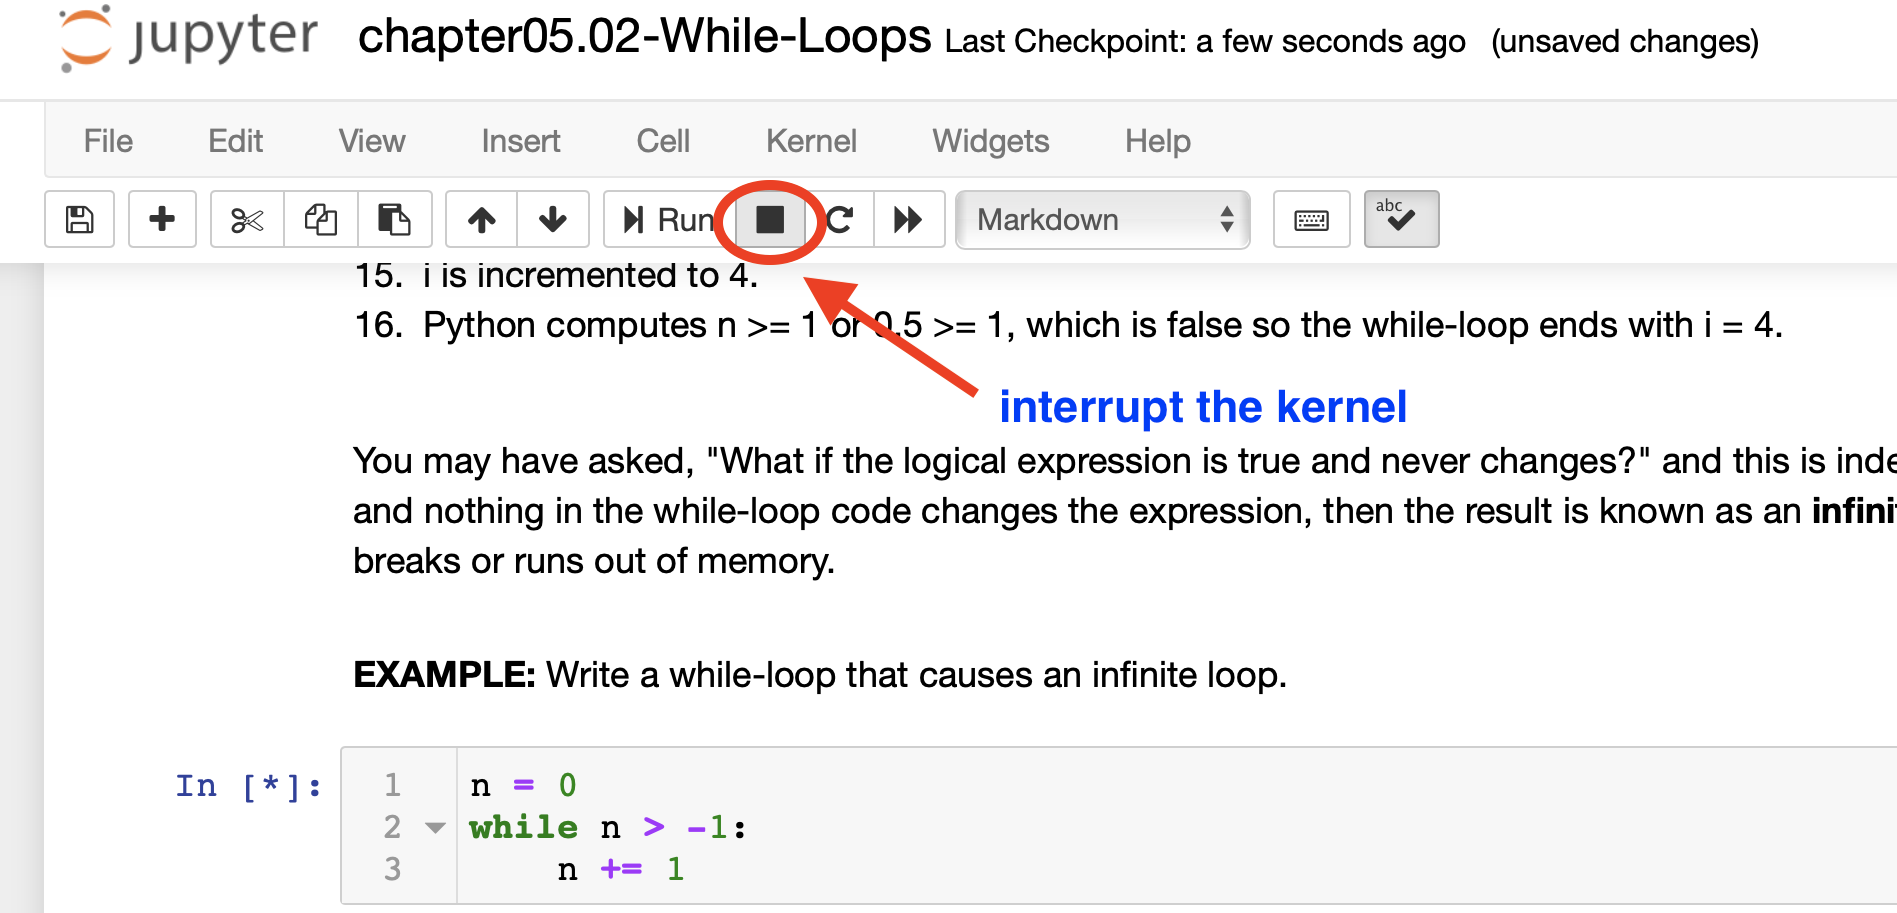 jupyter chapter05.02-While-Loops Last Checkpoint: a few seconds ago (unsaved changes)
File Edit View Insert Cell Kernel Widgets Help
Run Markdown abc
15. i is incremented to 4.
16. Python computes n >= 1 or 0.5 >= 1, which is false so the while-loop ends with i = 4.
interrupt the kernel
You may have asked, "What if the logical expression is true and never changes?" and this is inde
and nothing in the while-loop code changes the expression, then the result is known as an infini
breaks or runs out of memory.
EXAMPLE: Write a while-loop that causes an infinite loop.
In [*]:
1 n = 0
2 while n > -1:
3 n += 1